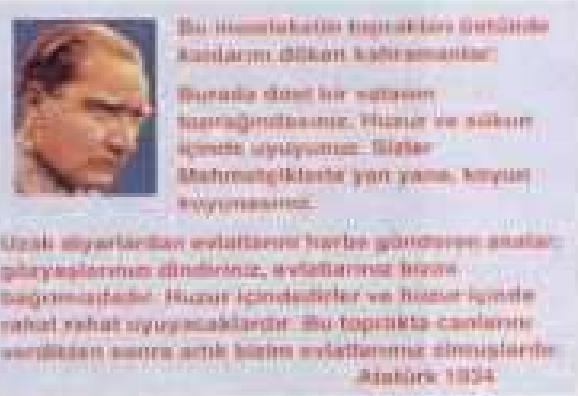 Bu memleketin toprakları üstünde
kanlarını döken kahramanlar:
Burada dost bir vatanın
toprağındasınız. Huzur ve sükun
içinde uyuyunuz. Sizler
Mehmetçiklerle yan yana, koyun
koyunasınız.
Uzak diyarlardan evlatlarını harbe gönderen analar;
gözyaşlarınızı dindiriniz, evlatlarınız bizim
bağrımızdadır. Huzur içindedirler ve huzur içinde
rahat rahat uyuyacaklardır. Bu toprakta canlarını
verdikten sonra artık bizim evlatlarımız olmuşlardır.
Atatürk 1934